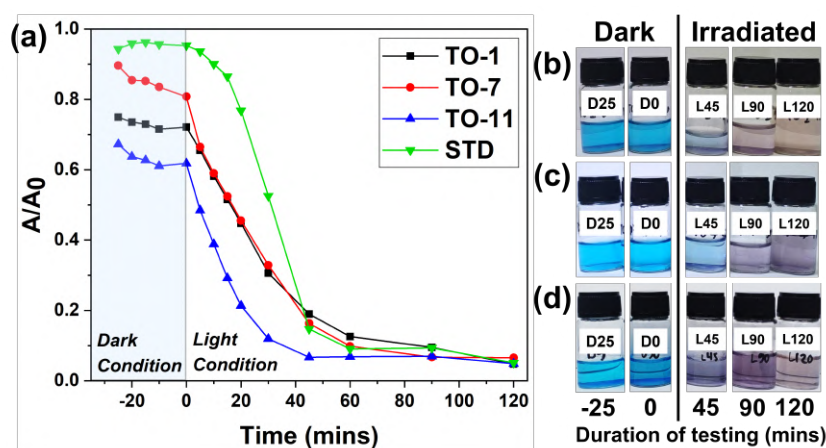 (a)
A/A0
1.0
0.8
0.6
0.4
0.2
0.0
TO-1
TO-7
TO-11
STD
Dark Condition
Light Condition
-20 0 20 40 60 80 100 120
Time (mins)
Dark Irradiated
(b)
D25 D0 L45 L90 L120
(c)
D25 D0 L45 L90 L120
(d)
D25 D0 L45 L90 L120
L45 L90 L120
-25 0 45 90 120
Duration of testing (mins)